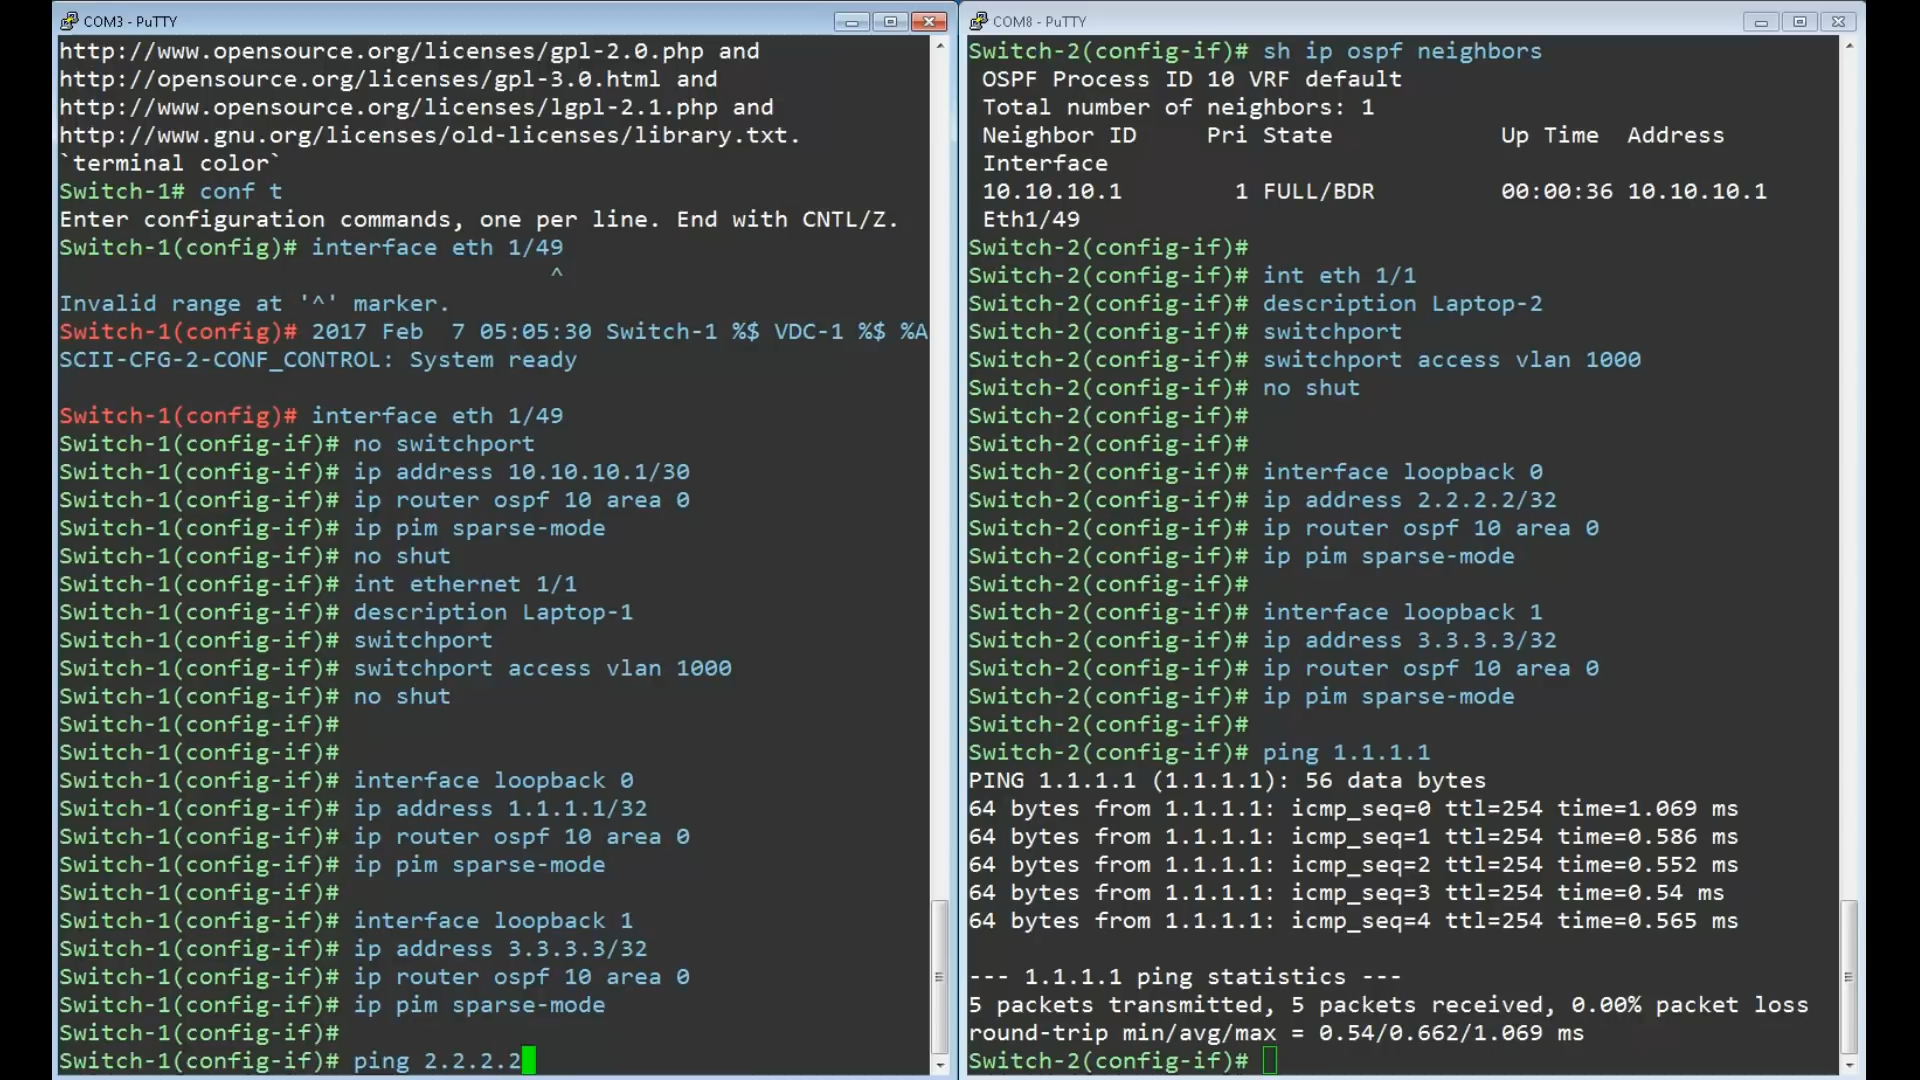 COM3 - PuTTY
http://www.opensource.org/licenses/gpl-2.0.php and
http://opensource.org/licenses/gpl-3.0.html and
http://www.opensource.org/licenses/lgpl-2.1.php and
http://www.gnu.org/licenses/old-licenses/library.txt.
`terminal color`
Switch-1# conf t
Enter configuration commands, one per line. End with CNTL/Z.
Switch-1(config)# interface eth 1/49
^
Invalid range at '^' marker.
Switch-1(config)# 2017 Feb  7 05:05:30 Switch-1 %$ VDC-1 %$ %A
SCII-CFG-2-CONF_CONTROL: System ready
Switch-1(config)# interface eth 1/49
Switch-1(config-if)# no switchport
Switch-1(config-if)# ip address 10.10.10.1/30
Switch-1(config-if)# ip router ospf 10 area 0
Switch-1(config-if)# ip pim sparse-mode
Switch-1(config-if)# no shut
Switch-1(config-if)# int ethernet 1/1
Switch-1(config-if)# description Laptop-1
Switch-1(config-if)# switchport
Switch-1(config-if)# switchport access vlan 1000
Switch-1(config-if)# no shut
Switch-1(config-if)#
Switch-1(config-if)#
Switch-1(config-if)# interface loopback 0
Switch-1(config-if)# ip address 1.1.1.1/32
Switch-1(config-if)# ip router ospf 10 area 0
Switch-1(config-if)# ip pim sparse-mode
Switch-1(config-if)#
Switch-1(config-if)# interface loopback 1
Switch-1(config-if)# ip address 3.3.3.3/32
Switch-1(config-if)# ip router ospf 10 area 0
Switch-1(config-if)# ip pim sparse-mode
Switch-1(config-if)#
Switch-1(config-if)# ping 2.2.2.2
COM8 - PuTTY
Switch-2(config-if)# sh ip ospf neighbors
OSPF Process ID 10 VRF default
Total number of neighbors: 1
Neighbor ID     Pri State            Up Time  Address
Interface
10.10.10.1        1 FULL/BDR         00:00:36 10.10.10.1
Eth1/49
Switch-2(config-if)#
Switch-2(config-if)# int eth 1/1
Switch-2(config-if)# description Laptop-2
Switch-2(config-if)# switchport
Switch-2(config-if)# switchport access vlan 1000
Switch-2(config-if)# no shut
Switch-2(config-if)#
Switch-2(config-if)#
Switch-2(config-if)# interface loopback 0
Switch-2(config-if)# ip address 2.2.2.2/32
Switch-2(config-if)# ip router ospf 10 area 0
Switch-2(config-if)# ip pim sparse-mode
Switch-2(config-if)#
Switch-2(config-if)# interface loopback 1
Switch-2(config-if)# ip address 3.3.3.3/32
Switch-2(config-if)# ip router ospf 10 area 0
Switch-2(config-if)# ip pim sparse-mode
Switch-2(config-if)#
Switch-2(config-if)# ping 1.1.1.1
PING 1.1.1.1 (1.1.1.1): 56 data bytes
64 bytes from 1.1.1.1: icmp_seq=0 ttl=254 time=1.069 ms
64 bytes from 1.1.1.1: icmp_seq=1 ttl=254 time=0.586 ms
64 bytes from 1.1.1.1: icmp_seq=2 ttl=254 time=0.552 ms
64 bytes from 1.1.1.1: icmp_seq=3 ttl=254 time=0.54 ms
64 bytes from 1.1.1.1: icmp_seq=4 ttl=254 time=0.565 ms
--- 1.1.1.1 ping statistics ---
5 packets transmitted, 5 packets received, 0.00% packet loss
round-trip min/avg/max = 0.54/0.662/1.069 ms
Switch-2(config-if)#